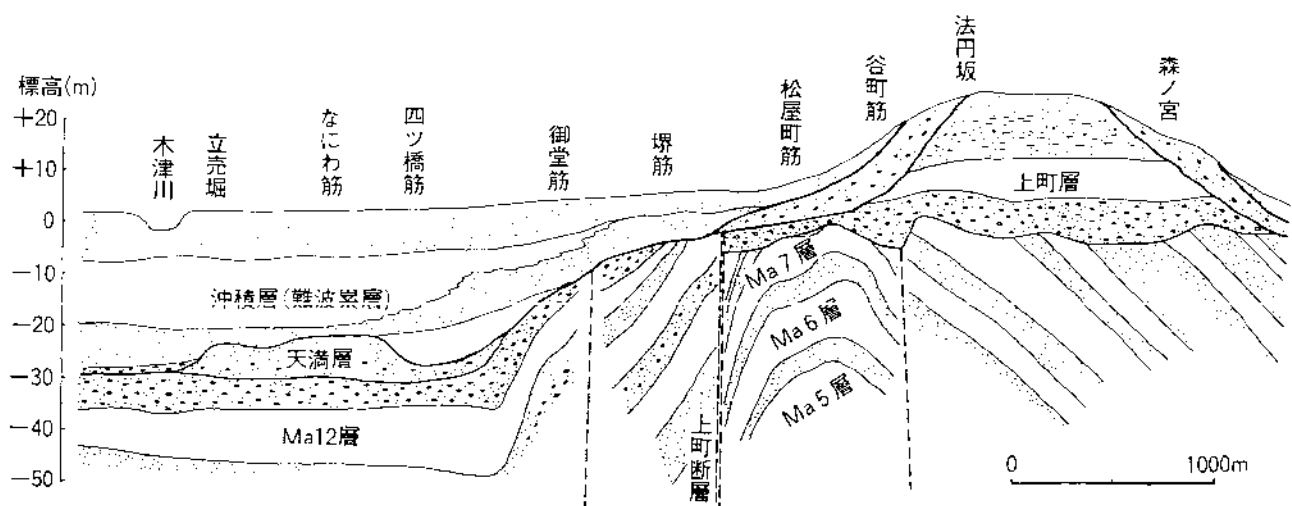 標高(m)
+20
+10
0
-10
-20
-30
-40
-50
木津川
立売堀
なにわ筋
四ツ橋筋
御堂筋
堺筋
松屋町筋
谷町筋
法円坂
森ノ宮
上町層
沖積層(難波累層)
天満層
Ma12層
Ma7層
Ma6層
Ma5層
上町断層
0 1000m